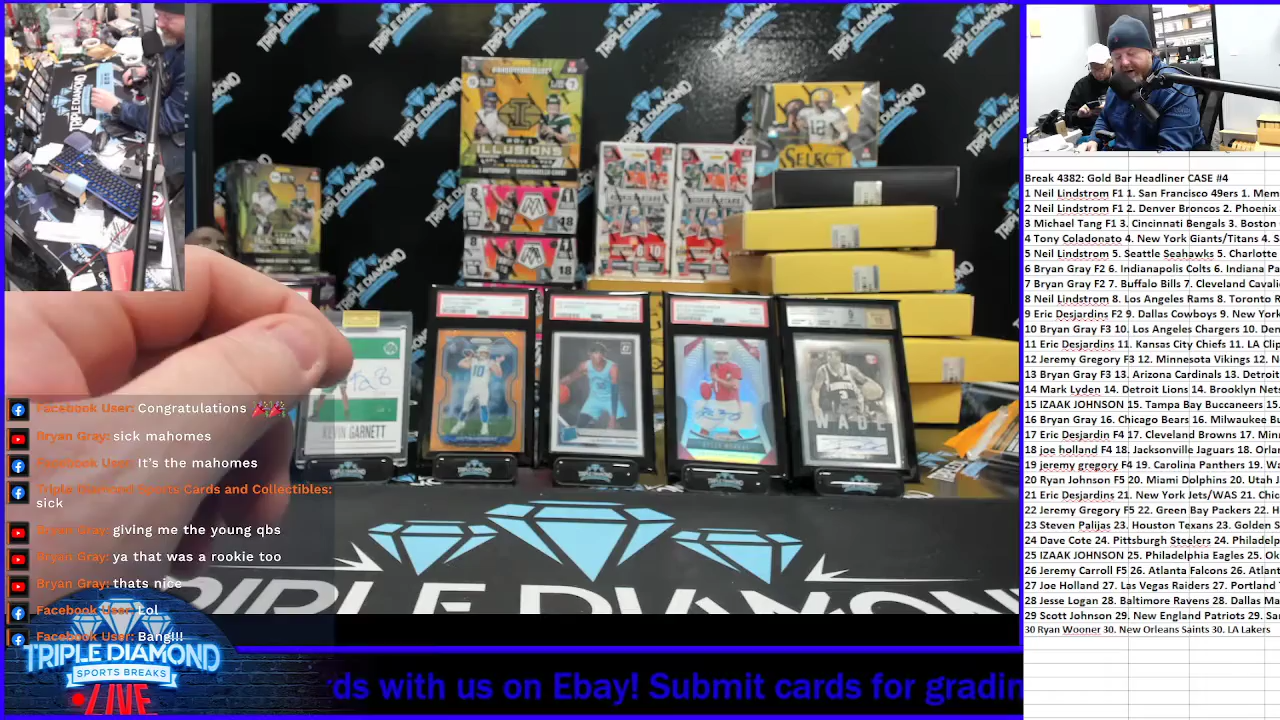 TRIPLE DIAMOND
ILLUSIONS
SELECT
12
KEVIN GARNETT
WADE
Facebook User: Congratulations 🎉🎉
Bryan Gray: sick mahomes
Facebook User: It's the mahomes
Triple Diamond Sports Cards and Collectibles:
sick
Bryan Gray: giving me the young qbs
Bryan Gray: ya that was a rookie too
Bryan Gray: thats nice
Facebook User: Lol
Facebook User: Bang!!!
TRIPLE DIAMOND
SPORTS BREAKS
LIVE
TRIPLE DIAMOND
ds with us on Ebay! Submit cards for gra
Break 4382: Gold Bar Headliner CASE #4
1 Neil Lindstrom F1 1. San Francisco 49ers 1. Mem
2 Neil Lindstrom F1 2. Denver Broncos 2. Phoenix
3 Michael Tang F1 3. Cincinnati Bengals 3. Boston
4 Tony Colabraro 4. New York Giants/Titans 4.
5 Neil Lindstrom 5. Seattle Seahawks 5. Charlotte
6 Bryan Gray F2 6. Indianapolis Colts 6. Indiana Pa
7 Bryan Gray F2 7. Buffalo Bills 7. Cleveland Cavali
8 Neil Lindstrom 8. Los Angeles Rams 8. Toronto
9 Eric Desjardins F2 9. Dallas Cowboys 9. New York
10 Bryan Gray F2 10. Los Angeles Chargers 10. Den
11 Eric Desjardins 11. Kansas City Chiefs 11. LA Clip
12 Jeremy Gregory F3 12. Minnesota Vikings 12.
13 Bryan Gray F3 13. Arizona Cardinals 13. Detroit
14 Mark Lyday 14. Detroit Lions 14. Brooklyn Nets
15 IZAAK JOHNSON 15. Tampa Bay Buccaneers 15.
16 Bryan Gray 16. Chicago Bears 16. Milwaukee Bu
17 Eric Desjardin F4 17. Cleveland Browns 17. Minn
18 Joe Holland F4 18. Jacksonville Jaguars 18. Orlan
19 Jeremy Gregory F4 19. Carolina Panthers 19. Wa
20 Ryan Morrison F5 20. Miami Dolphins 20. Utah J
21 Eric Desjardins 21. New York Jets/WAS 21. Chic
22 Jeremy Gregory F5 22. Green Bay Packers 22. H
23 Steven Pallas 23. Houston Texans 23. Golden S
24 Dave Cote 24. Pittsburgh Steelers 24. Philadelp
25 IZAAK JOHNSON 25. Philadelphia Eagles 25. Ok
26 Jeremy Carroll F5 26. Atlanta Falcons 26. Atlant
27 Joe Holland 27. Las Vegas Raiders 27. Portland T
28 Jesse Logan 28. Baltimore Ravens 28. Dallas Ma
29 Scott Johnson 29. New England Patriots 29. Sa
30 Ryan Morrison 30. New Orleans Saints/LA Laker